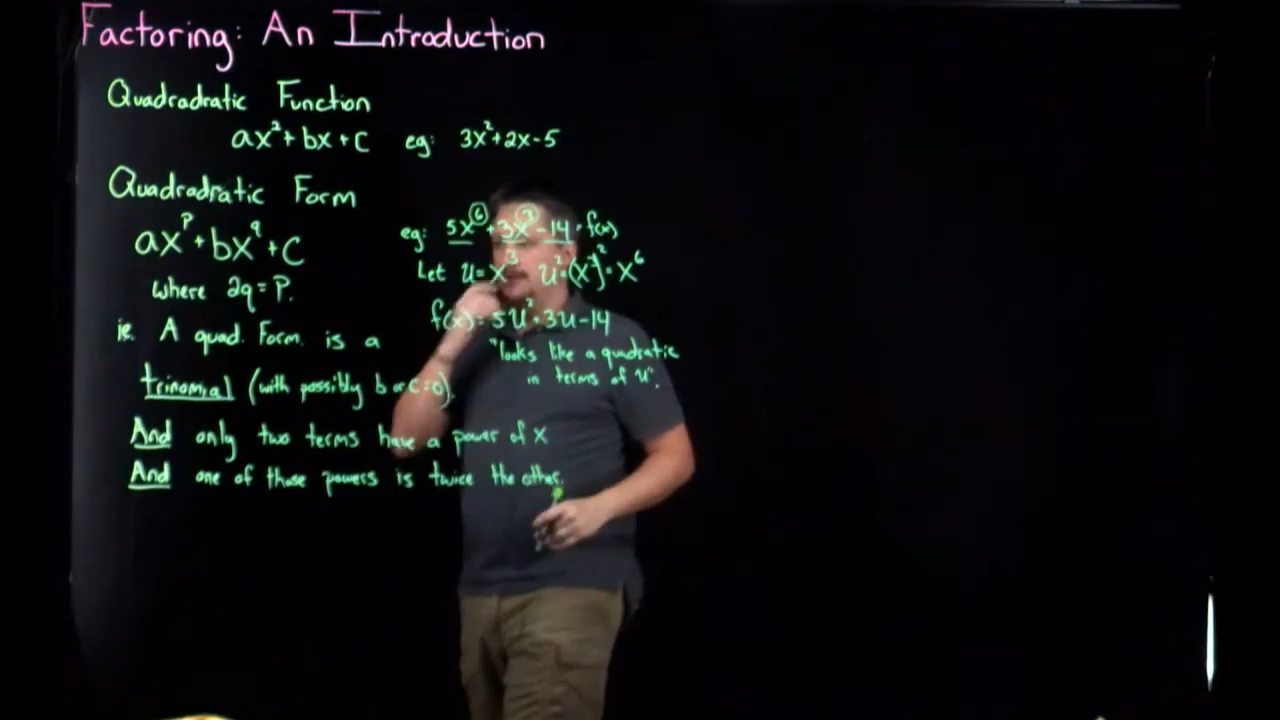 Factoring: An Introduction
Quadradratic Function
ax²+bx+c eg: 3x²+2x-5
Quadradratic Form
ax^p+bx^q+c
where 2q=p.
eg: 5x⁶+3x³-14=f(x)
Let u=x³ u²=(x³)²=x⁶
f(x)=5u²+3u-14
"looks like a quadratic
in terms of u".
ie. A quad. Form is a
trinomial (with possibly b or c=0).
And only two terms have a power of x
And one of those powers is twice the other.